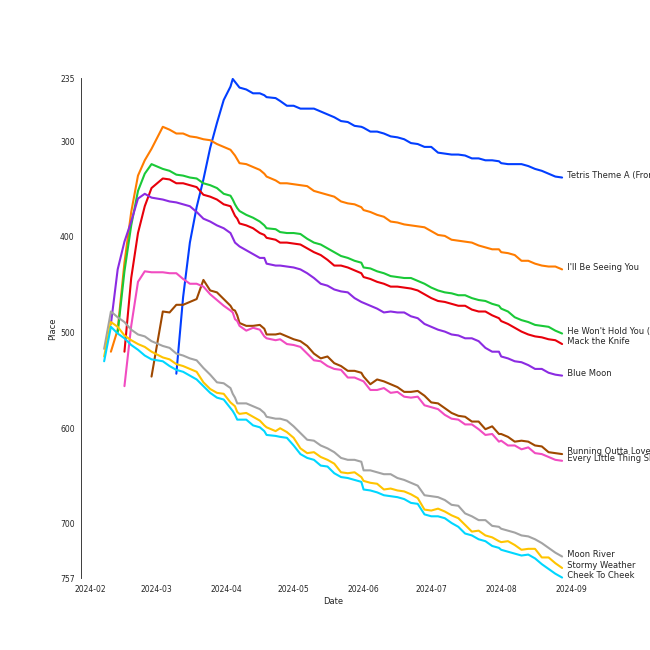 235
300
400
500
600
700
757
Place
2024-02
2024-03
2024-04
2024-05
2024-06
2024-07
2024-08
2024-09
Date
Tetris Theme A (From
I'll Be Seeing You
He Won't Hold You (
Mack the Knife
Blue Moon
Running Outta Love
Every Little Thing S
Moon River
Stormy Weather
Cheek To Cheek